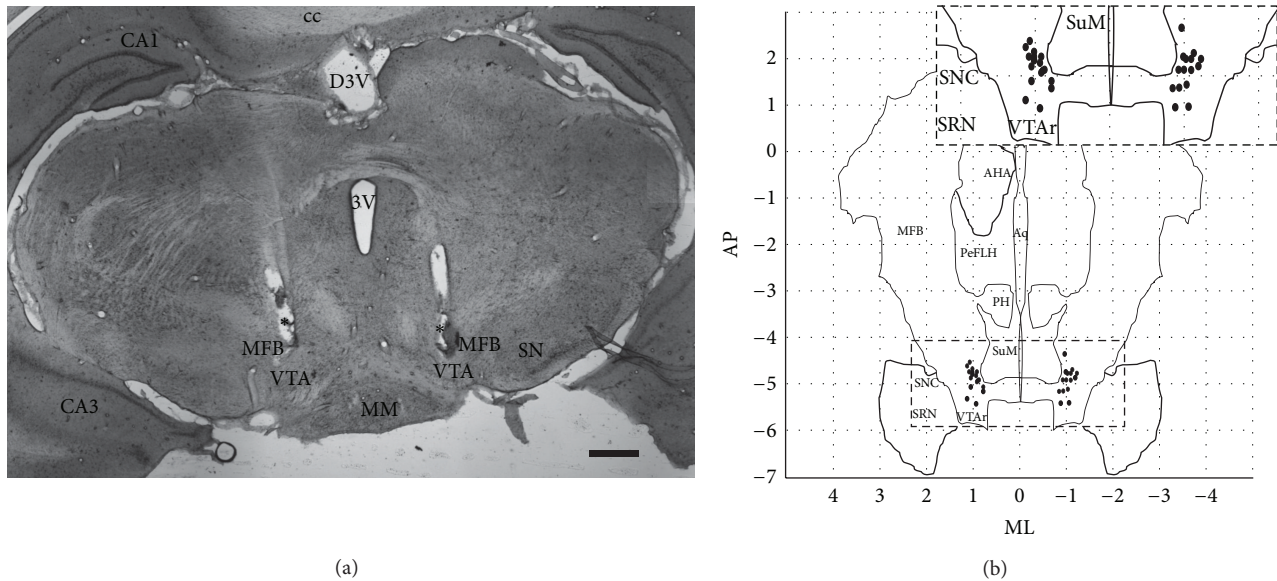 cc
CA1
D3V
3V
*
*
MFB
MFB
SN
VTA
VTA
CA3
MM
(a)
SuM
SNC
SRN
VTAr
2
1
0
−1
−2
−3
−4
−5
−6
−7
AP
AHA
MFB
Aq
PeFLH
PH
SuM
SNC
SRN
VTAr
4 3 2 1 0 −1 −2 −3 −4
ML
(b)